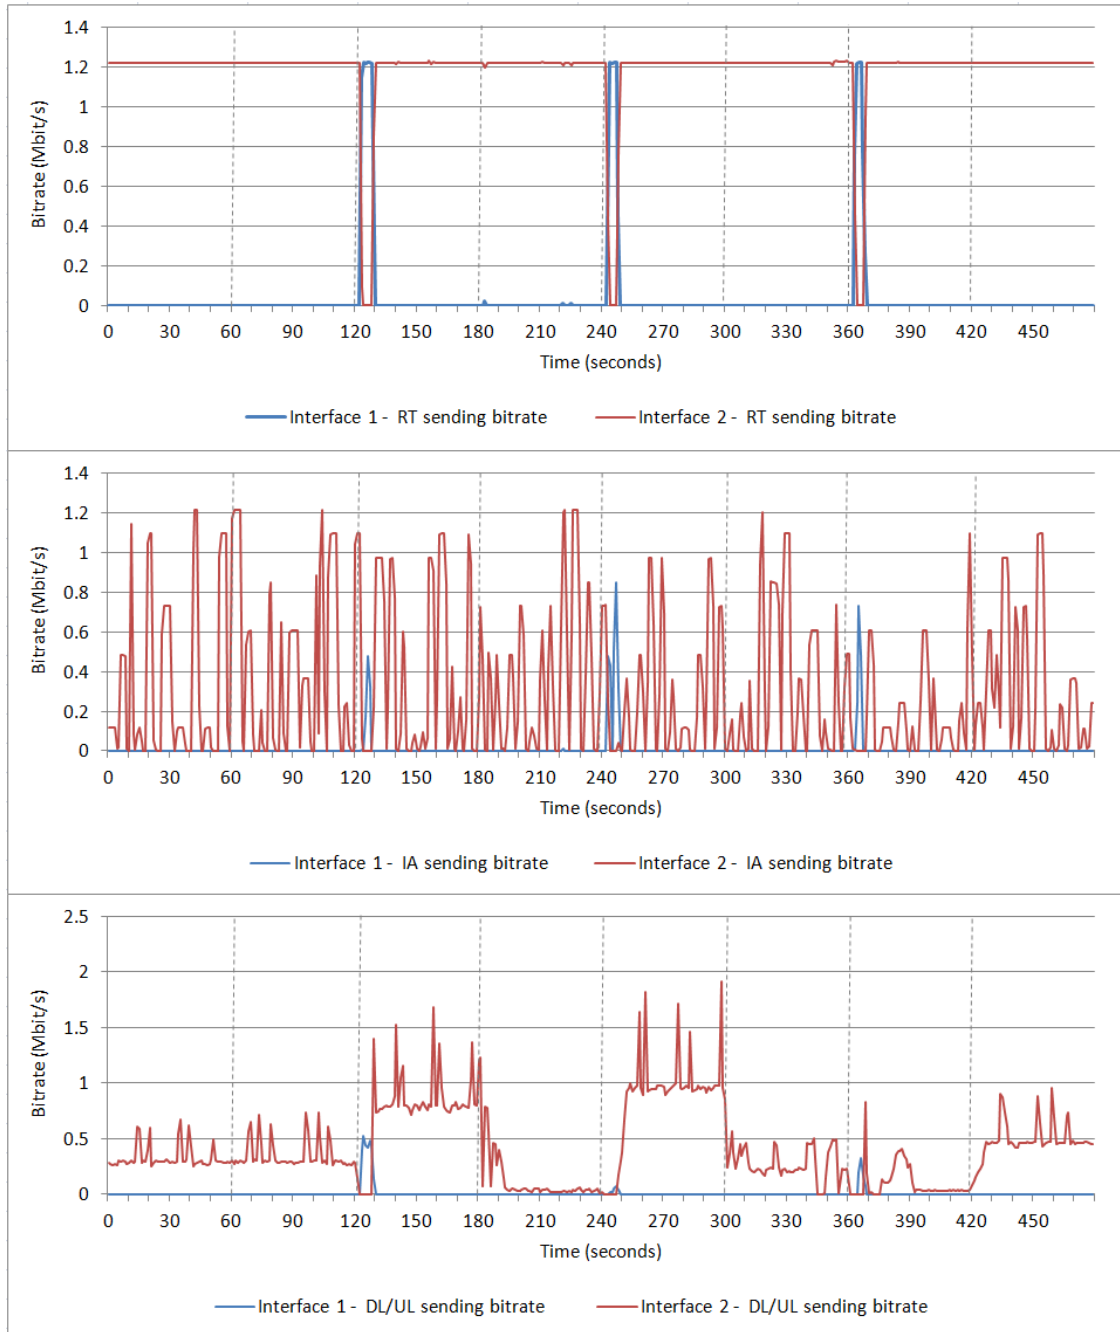 1.4
1.2
1
0.8
0.6
0.4
0.2
0
Bitrate (Mbit/s)
0 30 60 90 120 150 180 210 240 270 300 330 360 390 420 450
Time (seconds)
Interface 1 - RT sending bitrate Interface 2 - RT sending bitrate
1.4
1.2
1
0.8
0.6
0.4
0.2
0
Bitrate (Mbit/s)
0 30 60 90 120 150 180 210 240 270 300 330 360 390 420 450
Time (seconds)
Interface 1 - IA sending bitrate Interface 2 - IA sending bitrate
2.5
2
1.5
1
0.5
0
Bitrate (Mbit/s)
0 30 60 90 120 150 180 210 240 270 300 330 360 390 420 450
Time (seconds)
Interface 1 - DL/UL sending bitrate Interface 2 - DL/UL sending bitrate